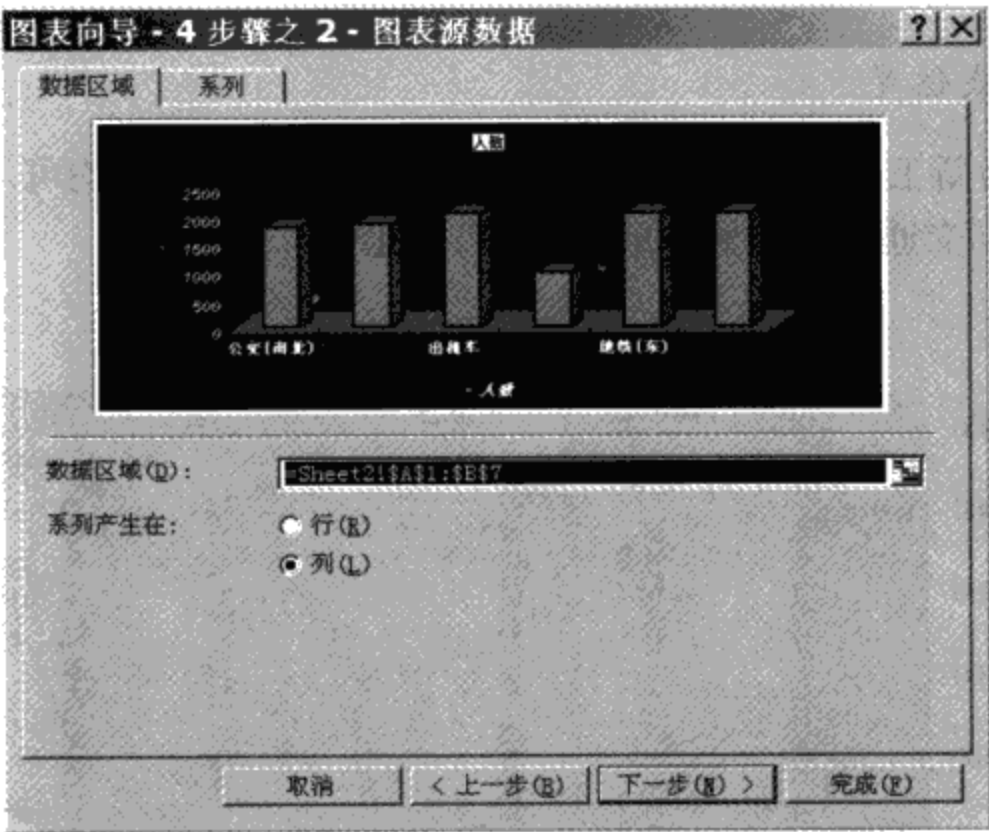 图表向导 - 4 步骤之 2 - 图表源数据
数据区域 系列
人数
2500
2000
1500
1000
500
0
公交(南北) 出租车 地铁(东)
人数
数据区域(D): =Sheet2!$A$1:$B$7
系列产生在: 行(R)
列(L)
取消 < 上一步(B) 下一步(N) > 完成(F)